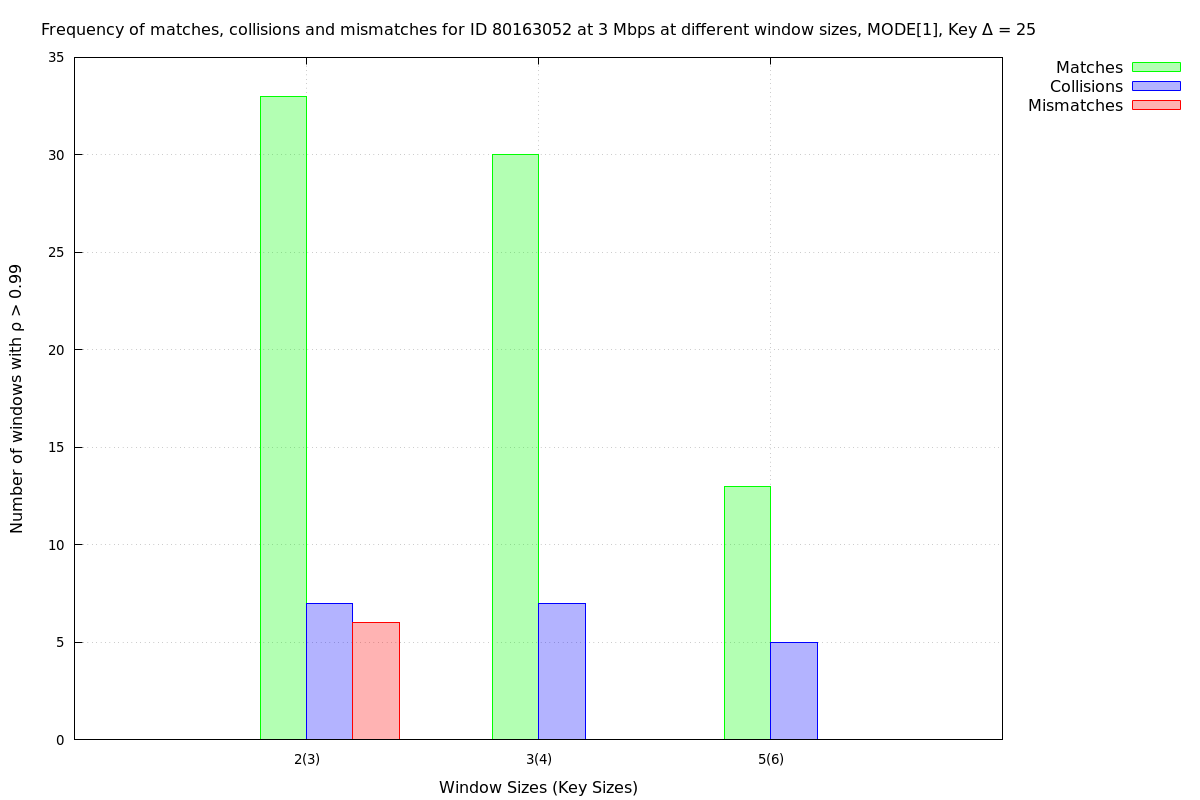 Frequency of matches, collisions and mismatches for ID 80163052 at 3 Mbps at different window sizes, MODE[1], Key Δ = 25
Matches
Collisions
Mismatches
Number of windows with ρ > 0.99
35
30
25
20
15
10
5
0
2(3)
3(4)
5(6)
Window Sizes (Key Sizes)